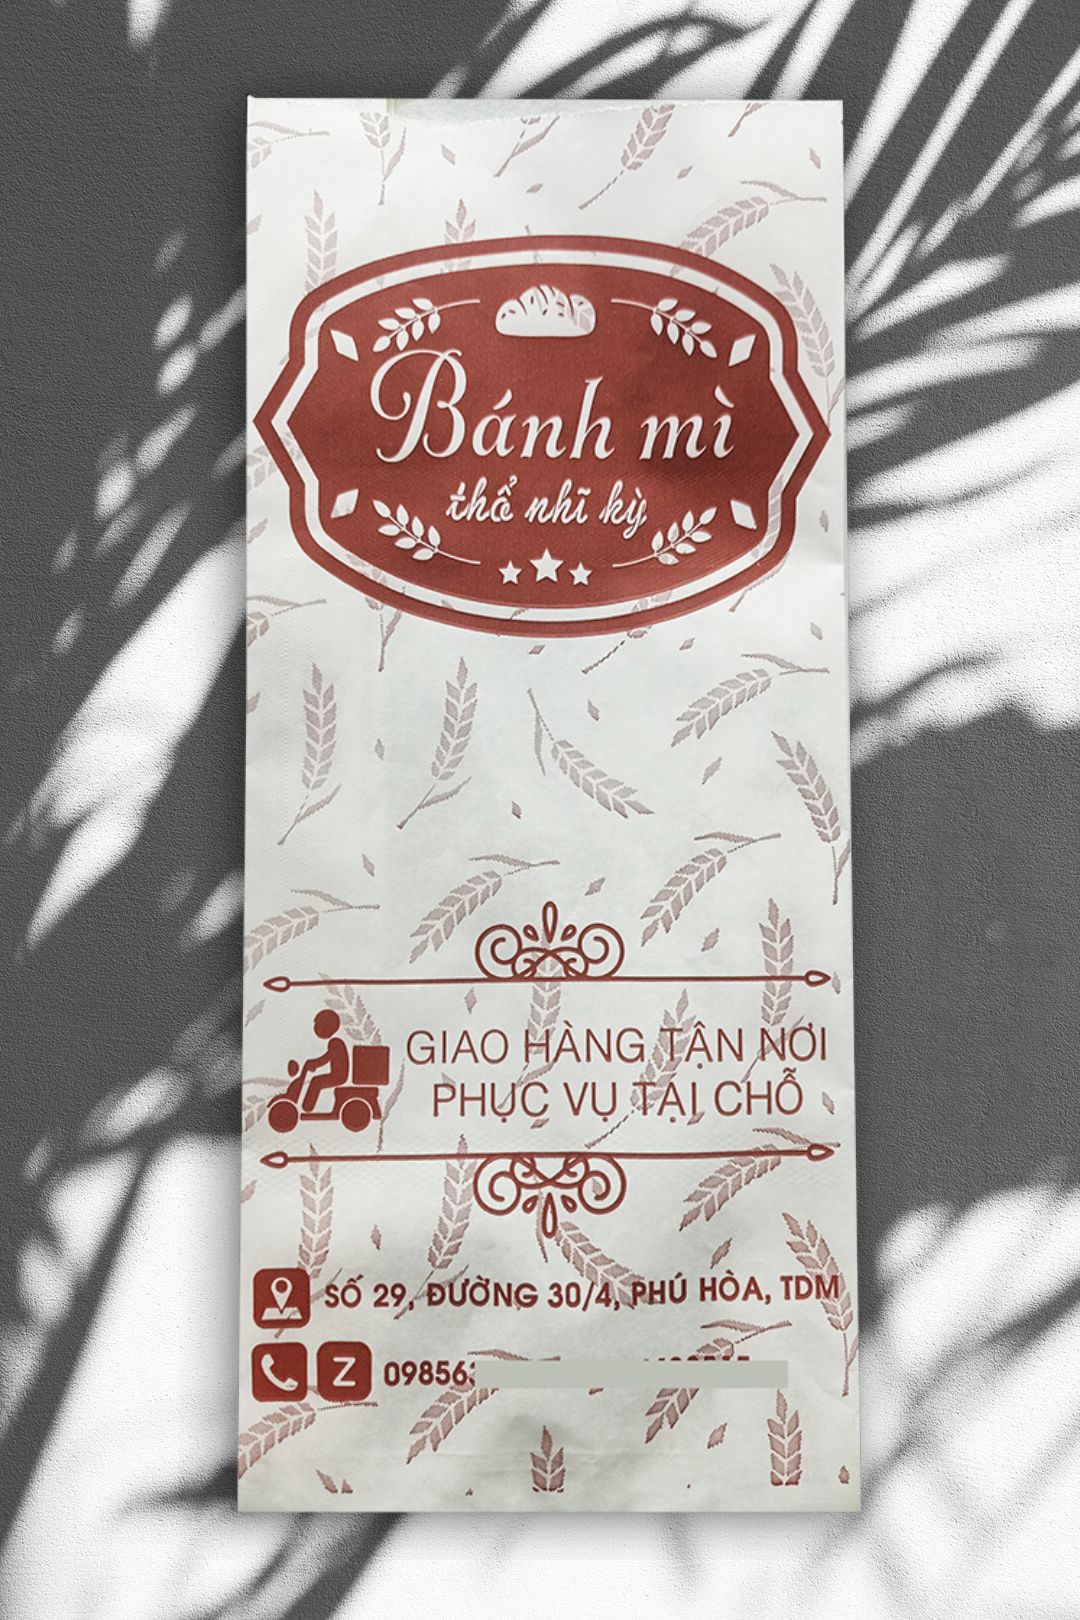 Bánh mì
thổ nhĩ kỳ
GIAO HÀNG TẬN NƠI
PHỤC VỤ TẠI CHỖ
SỐ 29, ĐƯỜNG 30/4, PHÚ HÒA, TDM
Z 09856